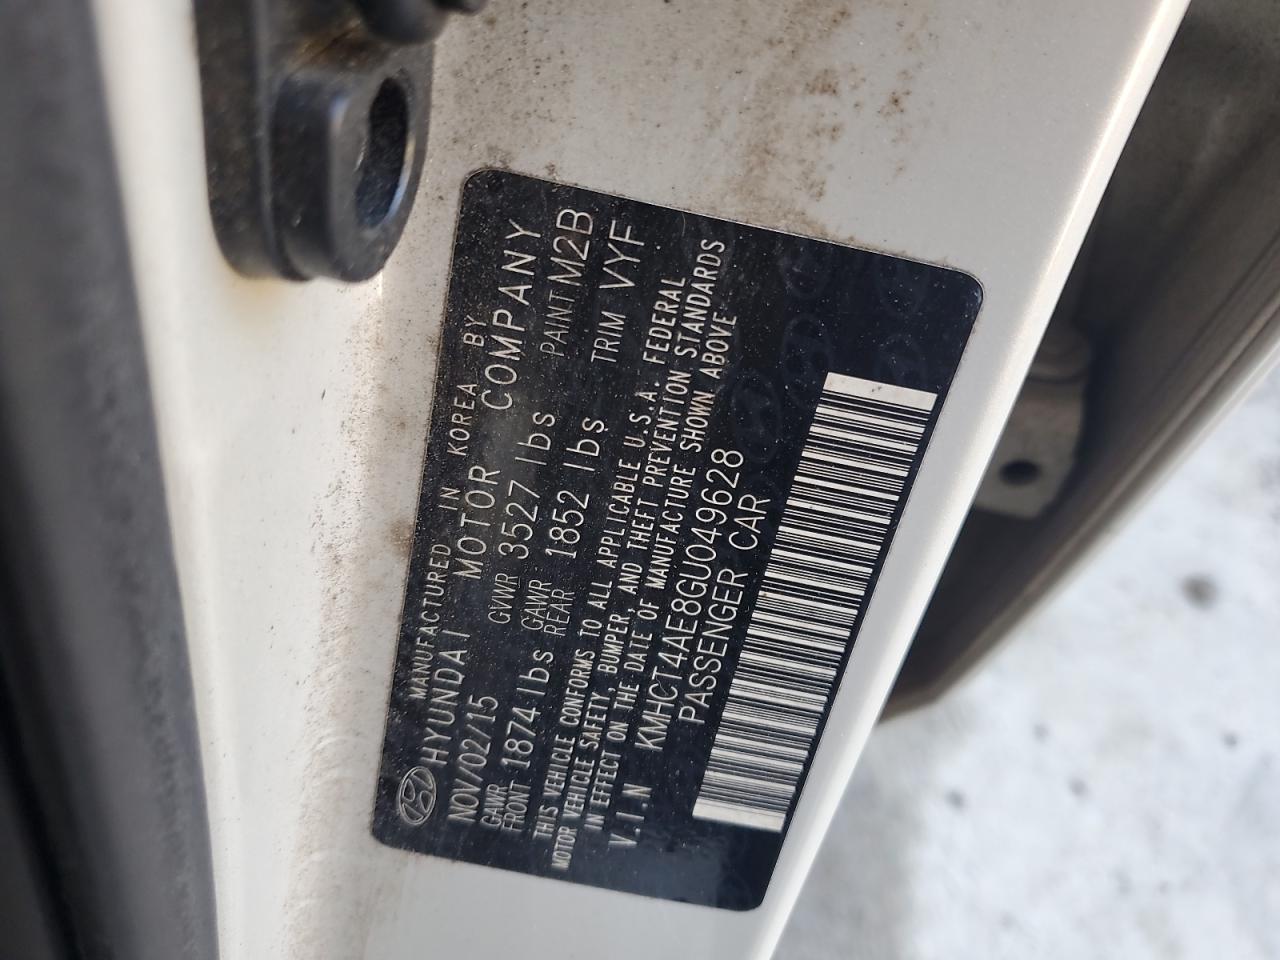 MANUFACTURED IN KOREA BY
HYUNDAI MOTOR COMPANY
NOV/02/15 GVWR 3527 lbs PAINT M2B
GAWR FRONT 1874 lbs GAWR REAR 1852 lbs TRIM VYF
THIS VEHICLE CONFORMS TO ALL APPLICABLE U.S.A. FEDERAL
MOTOR VEHICLE SAFETY, BUMPER, AND THEFT PREVENTION STANDARDS
IN EFFECT ON THE DATE OF MANUFACTURE SHOWN ABOVE
V.I.N KMHCT4AE8GU049628
PASSENGER CAR